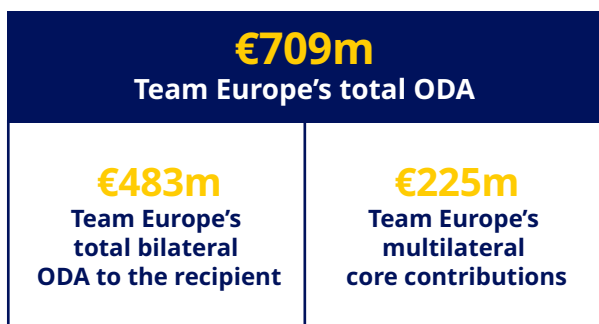 €709m
Team Europe’s total ODA
€483m
Team Europe’s
total bilateral
ODA to the recipient
€225m
Team Europe’s
multilateral
core contributions